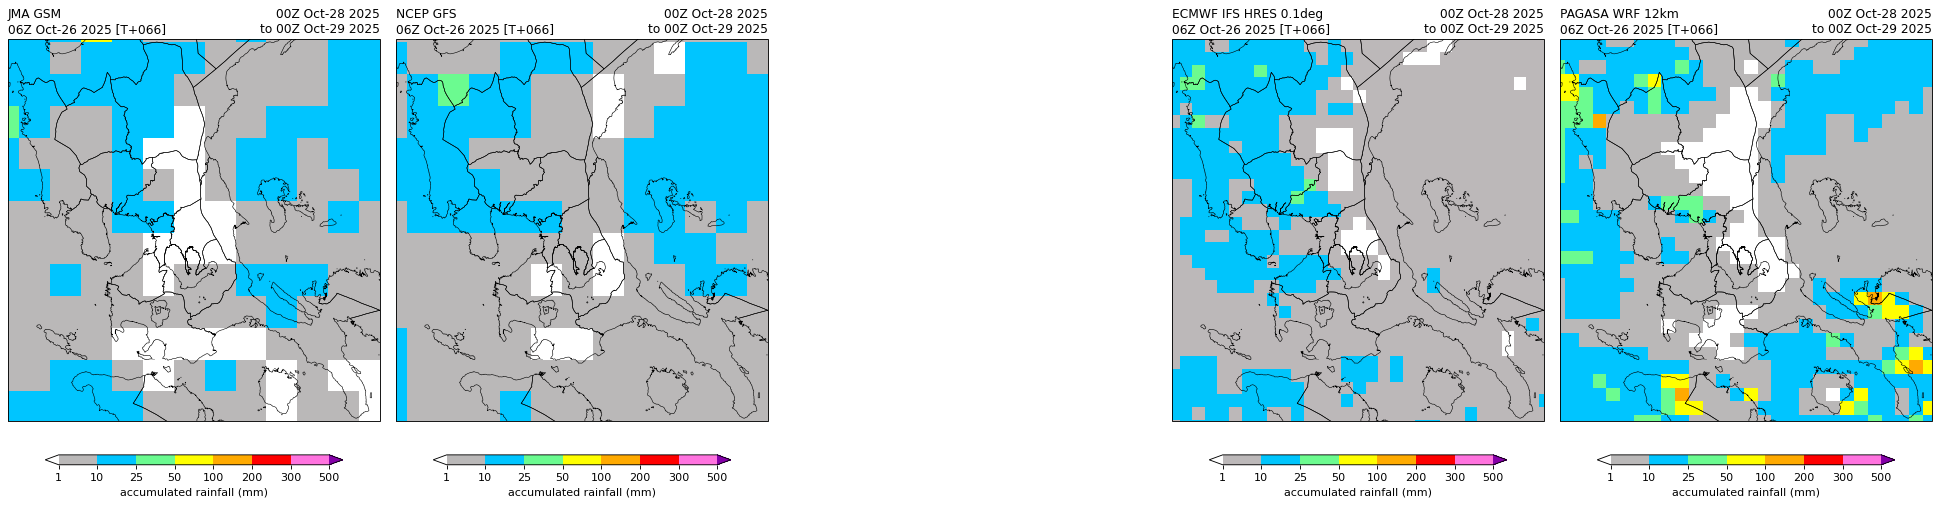 JMA GSM 00Z Oct-28 2025
06Z Oct-26 2025 [T+066] to 00Z Oct-29 2025
1 10 25 50 100 200 300 500
accumulated rainfall (mm)
NCEP GFS 00Z Oct-28 2025
06Z Oct-26 2025 [T+066] to 00Z Oct-29 2025
1 10 25 50 100 200 300 500
accumulated rainfall (mm)
ECMWF IFS HRES 0.1deg 00Z Oct-28 2025
06Z Oct-26 2025 [T+066] to 00Z Oct-29 2025
1 10 25 50 100 200 300 500
accumulated rainfall (mm)
PAGASA WRF 12km 00Z Oct-28 2025
06Z Oct-26 2025 [T+066] to 00Z Oct-29 2025
1 10 25 50 100 200 300 500
accumulated rainfall (mm)